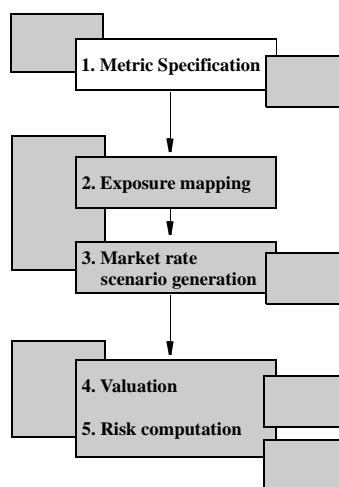 1. Metric Specification
2. Exposure mapping
3. Market rate
scenario generation
4. Valuation
5. Risk computation